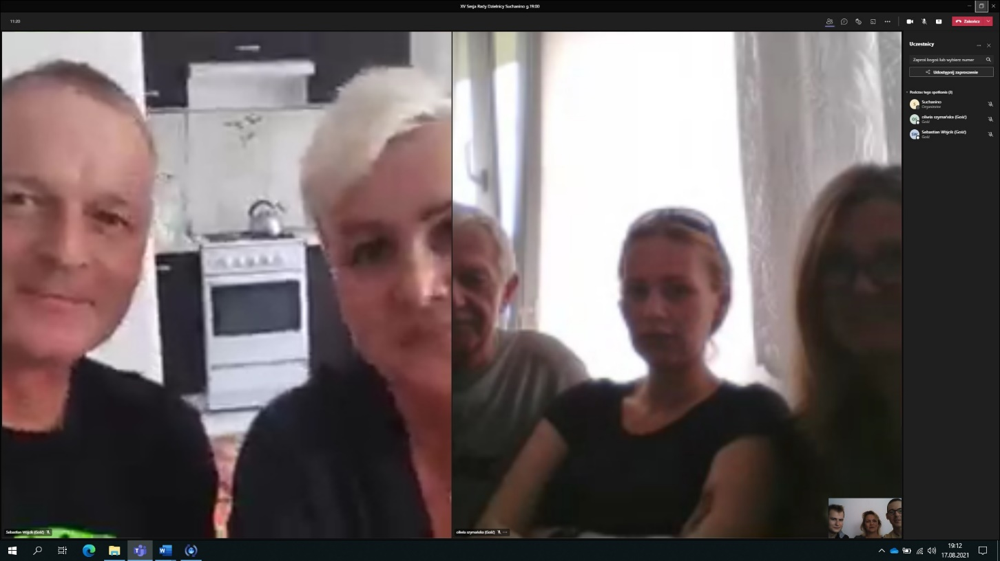 XV Sesja Rady Dzielnicy Suchanino g.19:00
11:20
Zakończ
Uczestnicy
Zaproś kogoś lub wybierz numer
Udostępnij zaproszenie
Podczas tego spotkania (3)
S
Suchanino
Organizator
OS
oliwia szymańska (Gość)
Gość
SW
Sebastian Wójcik (Gość)
Gość
Sebastian Wójcik (Gość)
oliwia szymańska (Gość)
19:12
17.08.2021